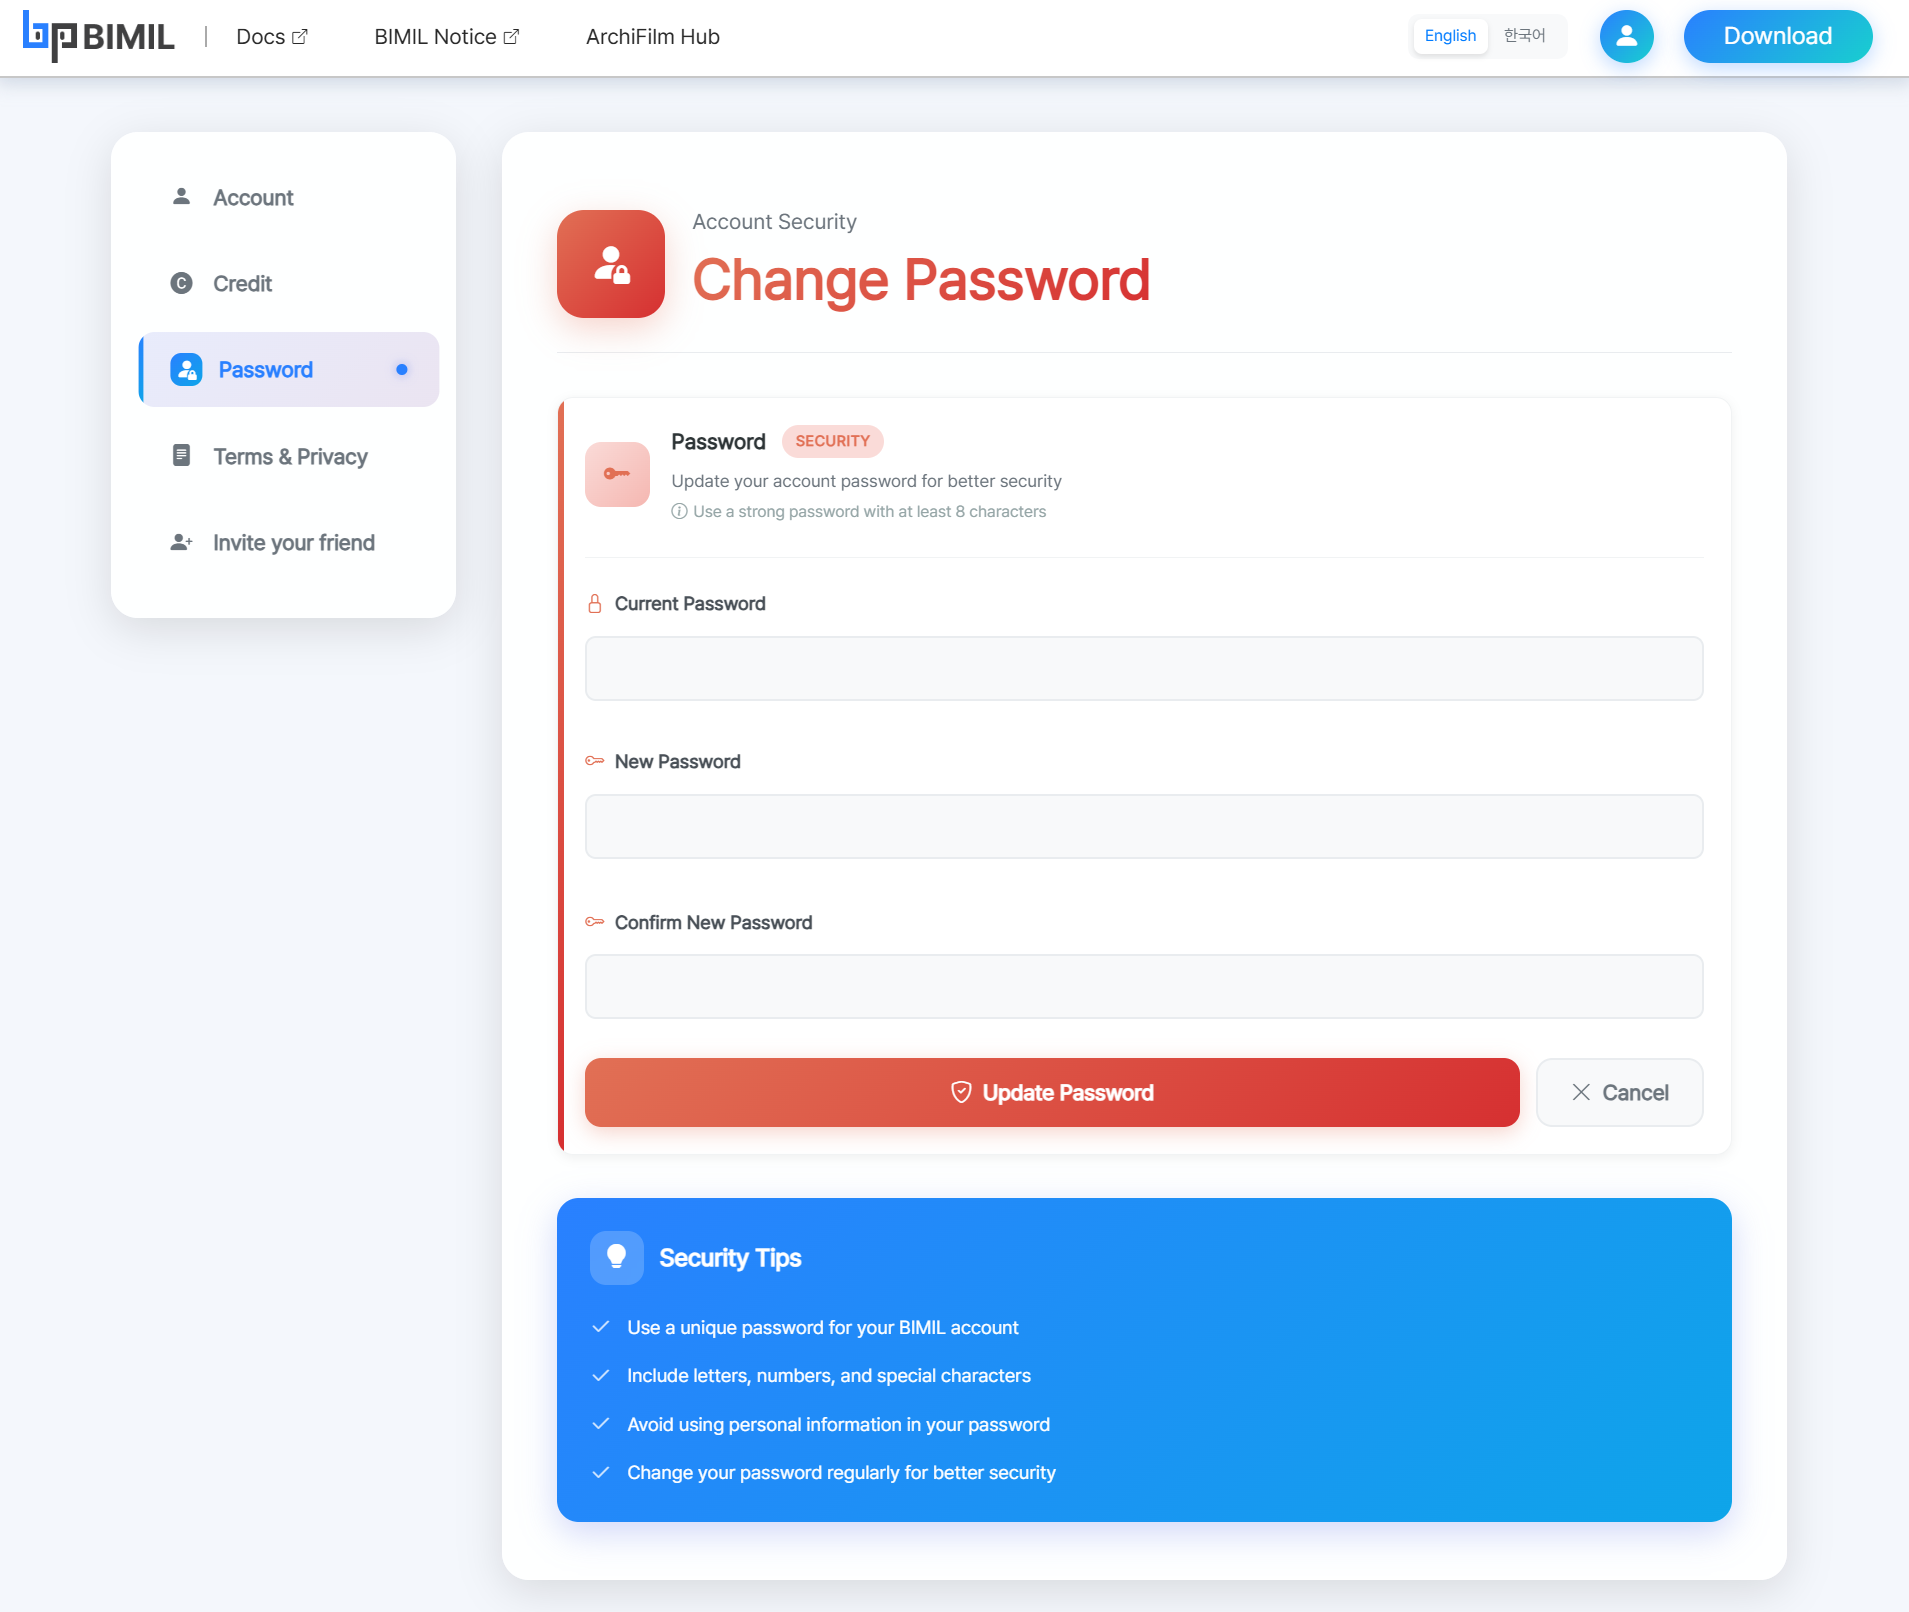 bp BIMIL
Docs
BIMIL Notice
ArchiFilm Hub
English
한국어
Download
Account
Credit
Password
Terms & Privacy
Invite your friend
Account Security
Change Password
Password
SECURITY
Update your account password for better security
Use a strong password with at least 8 characters
Current Password
New Password
Confirm New Password
Update Password
Cancel
Security Tips
Use a unique password for your BIMIL account
Include letters, numbers, and special characters
Avoid using personal information in your password
Change your password regularly for better security